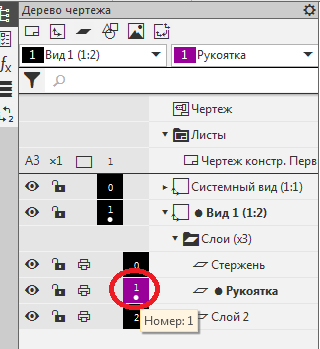 Дерево чертежа
1 Вид 1 (1:2) 1 Рукоятка
Чертеж
Листы
А3 ×1 1 Чертеж констр. Перв
0 Системный вид (1:1)
1 Вид 1 (1:2)
Слои (x3)
0 Стержень
1 Рукоятка
Номер: 1
2 Слой 2